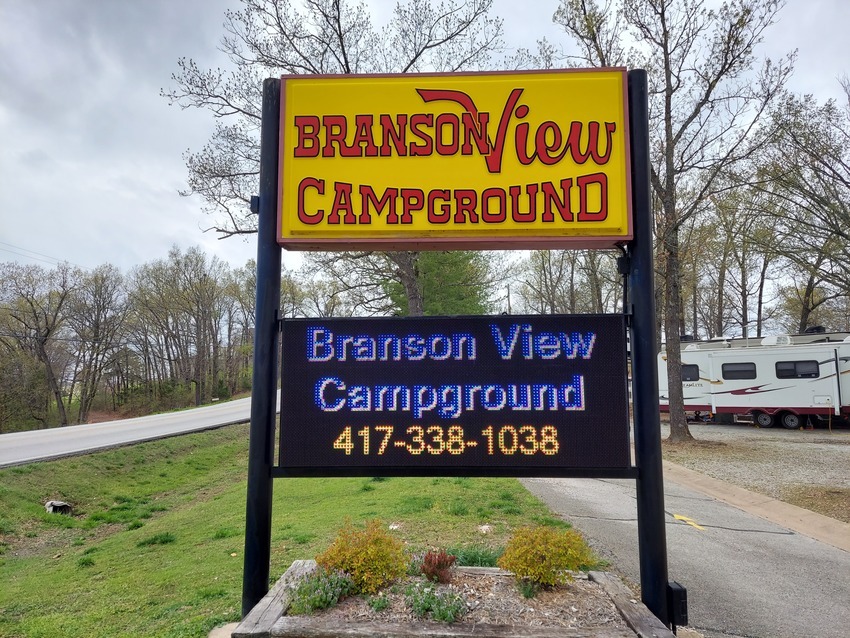 BRANSON View
CAMPGROUND
Branson View
Campground
417-338-1038